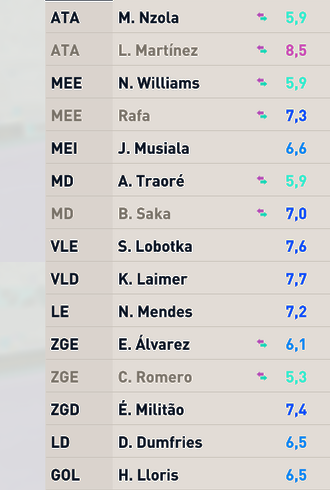 ATA M. Nzola 5,9
ATA L. Martínez 8,5
MEE N. Williams 5,9
MEE Rafa 7,3
MEI J. Musiala 6,6
MD A. Traoré 5,9
MD B. Saka 7,0
VLE S. Lobotka 7,6
VLD K. Laimer 7,7
LE N. Mendes 7,2
ZGE E. Álvarez 6,1
ZGE C. Romero 5,3
ZGD É. Militão 7,4
LD D. Dumfries 6,5
GOL H. Lloris 6,5